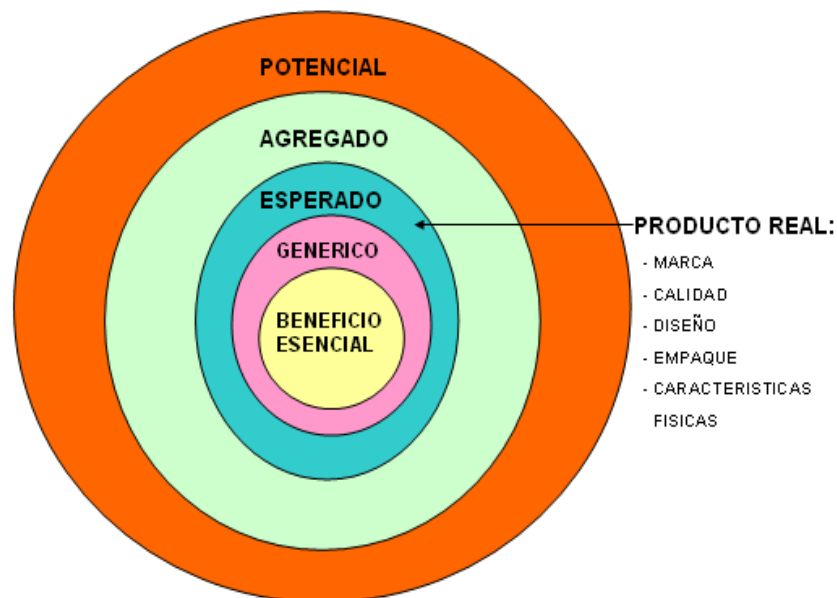 POTENCIAL
AGREGADO
ESPERADO
GENERICO
BENEFICIO
ESENCIAL
PRODUCTO REAL:
- MARCA
- CALIDAD
- DISEÑO
- EMPAQUE
- CARACTERISTICAS
FISICAS